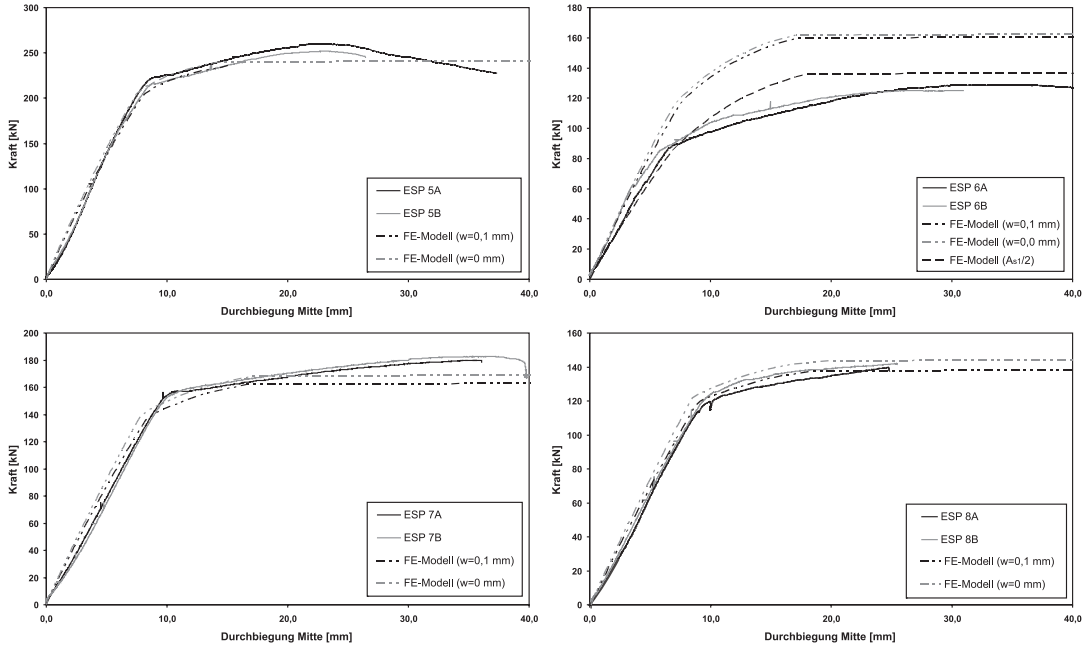 300
250
200
150
100
50
0
Kraft [kN]
0,0 10,0 20,0 30,0 40,0
Durchbiegung Mitte [mm]
ESP 5A
ESP 5B
FE-Modell (w=0,1 mm)
FE-Modell (w=0 mm)
180
160
140
120
100
80
60
40
20
0
Kraft [kN]
0,0 10,0 20,0 30,0 40,0
Durchbiegung Mitte [mm]
ESP 6A
ESP 6B
FE-Modell (w=0,1 mm)
FE-Modell (w=0,0 mm)
FE-Modell (As1/2)
200
180
160
140
120
100
80
60
40
20
0
Kraft [kN]
0,0 10,0 20,0 30,0 40,0
Durchbiegung Mitte [mm]
ESP 7A
ESP 7B
FE-Modell (w=0,1 mm)
FE-Modell (w=0 mm)
160
140
120
100
80
60
40
20
0
Kraft [kN]
0,0 10,0 20,0 30,0 40,0
Durchbiegung Mitte [mm]
ESP 8A
ESP 8B
FE-Modell (w=0,1 mm)
FE-Modell (w=0 mm)